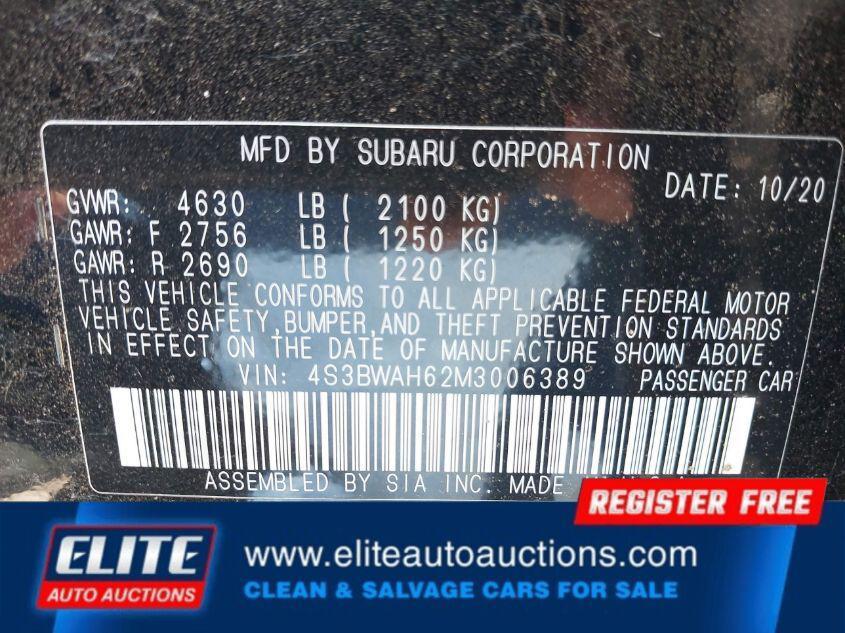 MFD BY SUBARU CORPORATION
DATE: 10/20
GVWR: 4630 LB ( 2100 KG)
GAWR: F 2756 LB ( 1250 KG)
GAWR: R 2690 LB ( 1220 KG)
THIS VEHICLE CONFORMS TO ALL APPLICABLE FEDERAL MOTOR
VEHICLE SAFETY,BUMPER,AND THEFT PREVENTION STANDARDS
IN EFFECT ON THE DATE OF MANUFACTURE SHOWN ABOVE.
VIN: 4S3BWAH62M3006389 PASSENGER CAR
ASSEMBLED BY SIA INC. MADE
REGISTER FREE
ELITE
AUTO AUCTIONS
www.eliteautoauctions.com
CLEAN & SALVAGE CARS FOR SALE